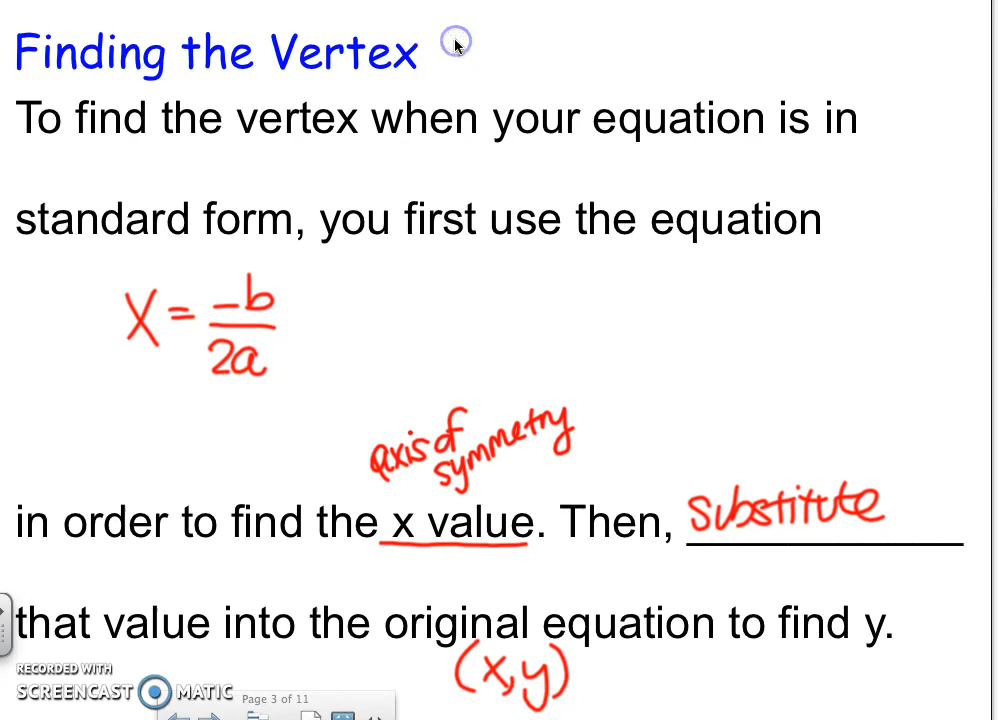 Finding the Vertex
To find the vertex when your equation is in
standard form, you first use the equation
X = -b
2a
axis of
symmetry
in order to find the x value. Then, substitute
that value into the original equation to find y.
(x,y)
RECORDED WITH
SCREENCAST MATIC
Page 3 of 11